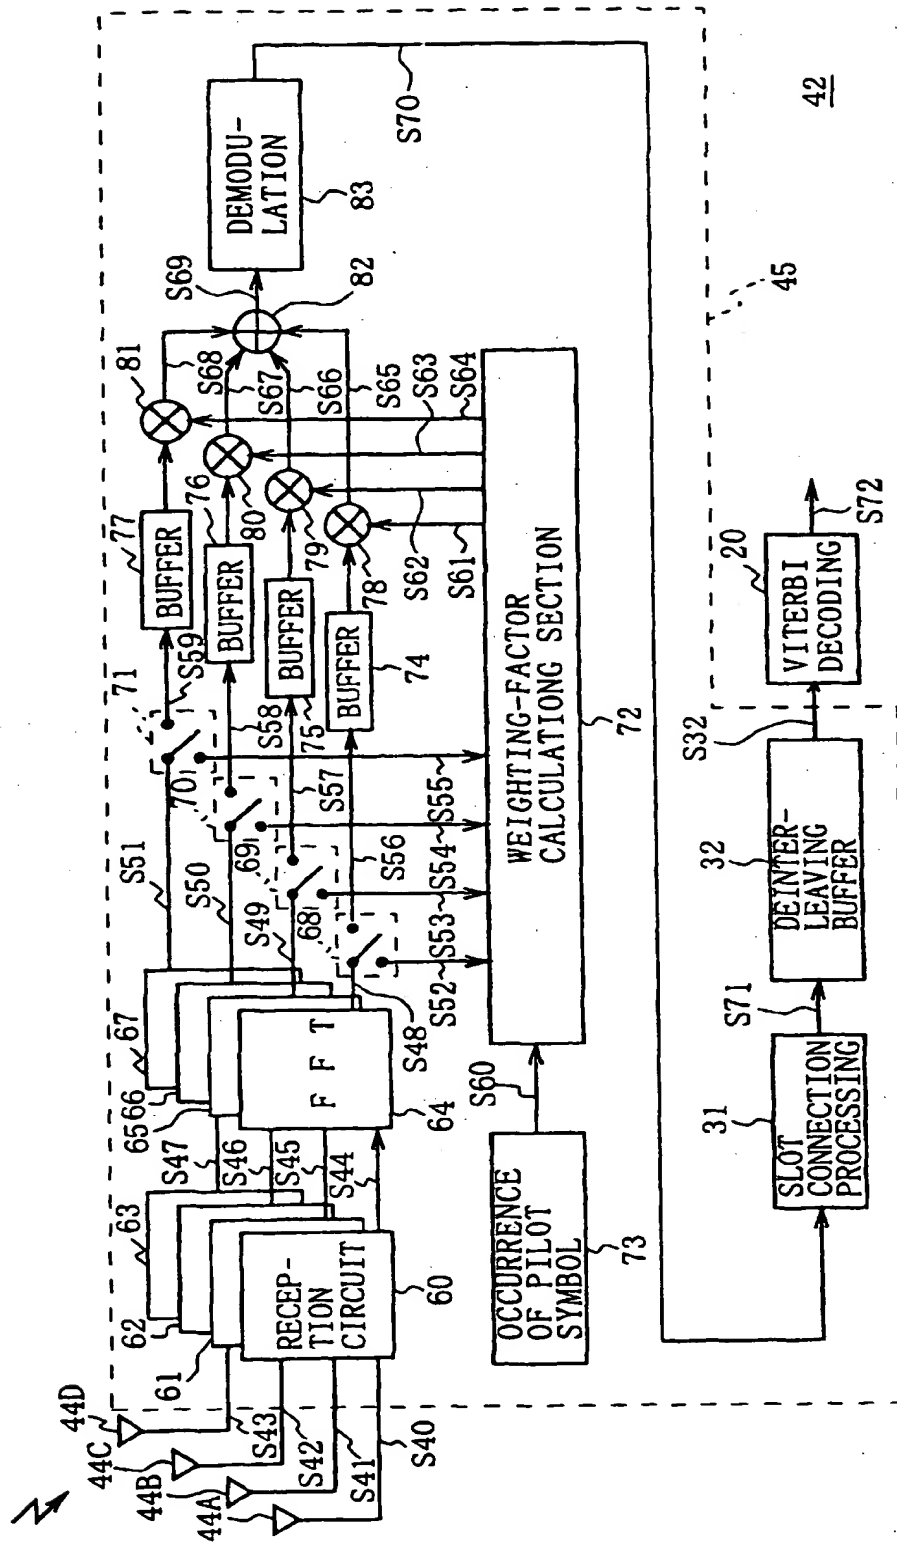 44A
44B
44C
44D
S40
S41
S42
S43
60
61
62
63
RECEP-
TION
CIRCUIT
S44
S45
S46
S47
64
65
66
67
F F T
S48
S49
S50
S51
68
69
70
71
S52
S53
S54
S55
S56
S57
S58
S59
74
75
76
77
BUFFER
BUFFER
BUFFER
BUFFER
78
79
80
81
S61
S62
S63
S64
S65
S66
S67
S68
82
S69
DEMODU-
LATION
83
S70
OCCURRENCE
OF PILOT
SYMBOL
73
S60
WEIGHTING-FACTOR
CALCULATIONG SECTION
72
SLOT
CONNECTION
PROCESSING
31
S71
DEINTER-
LEAVING
BUFFER
32
S32
VITERBI
DECODING
20
S72
45
42